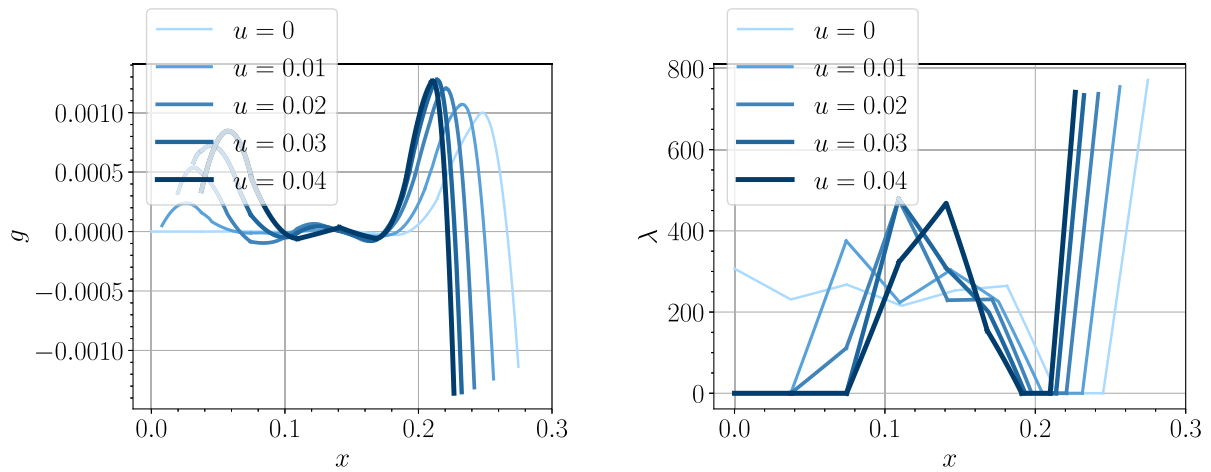 u = 0
u = 0.01
u = 0.02
u = 0.03
u = 0.04
0.0010
0.0005
0.0000
−0.0005
−0.0010
g
0.0 0.1 0.2 0.3
x
u = 0
u = 0.01
u = 0.02
u = 0.03
u = 0.04
800
600
400
200
0
λ
0.0 0.1 0.2 0.3
x